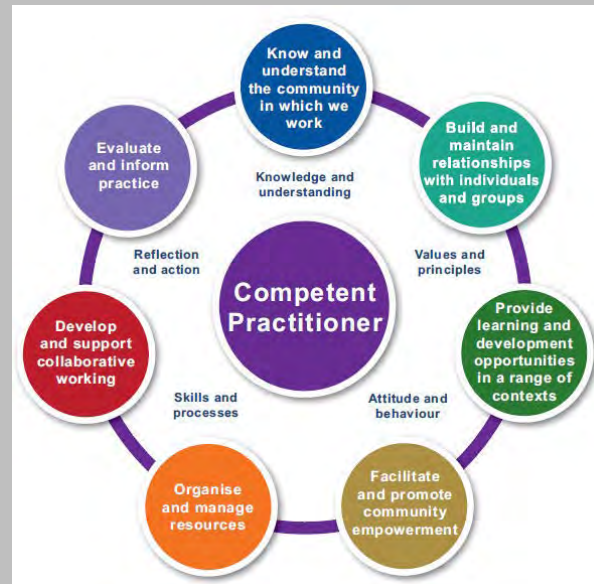 Know and
understand
the community
in which we
work
Build and
maintain
relationships
with individuals
and groups
Provide
learning and
development
opportunities
in a range of
contexts
Facilitate
and promote
community
empowerment
Organise
and manage
resources
Develop
and support
collaborative
working
Evaluate
and inform
practice
Knowledge and
understanding
Values and
principles
Attitude and
behaviour
Skills and
processes
Reflection
and action
Competent
Practitioner